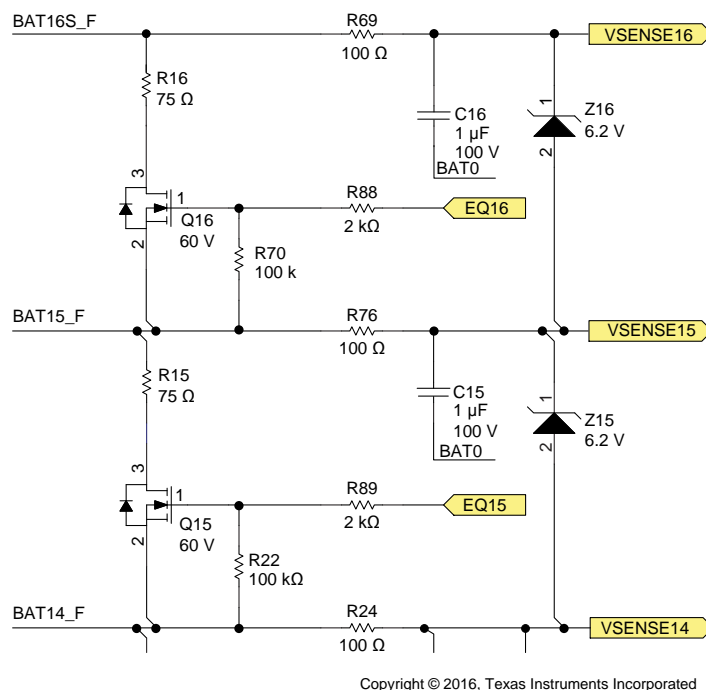 BAT16S_F
R69
100 Ω
VSENSE16
R16
75 Ω
C16
1 µF
100 V
BAT0
1
2
Z16
6.2 V
3
1
2
Q16
60 V
R88
2 kΩ
EQ16
R70
100 k
BAT15_F
R76
100 Ω
VSENSE15
R15
75 Ω
C15
1 µF
100 V
BAT0
1
2
Z15
6.2 V
3
1
2
Q15
60 V
R89
2 kΩ
EQ15
R22
100 kΩ
BAT14_F
R24
100 Ω
VSENSE14
Copyright © 2016, Texas Instruments Incorporated